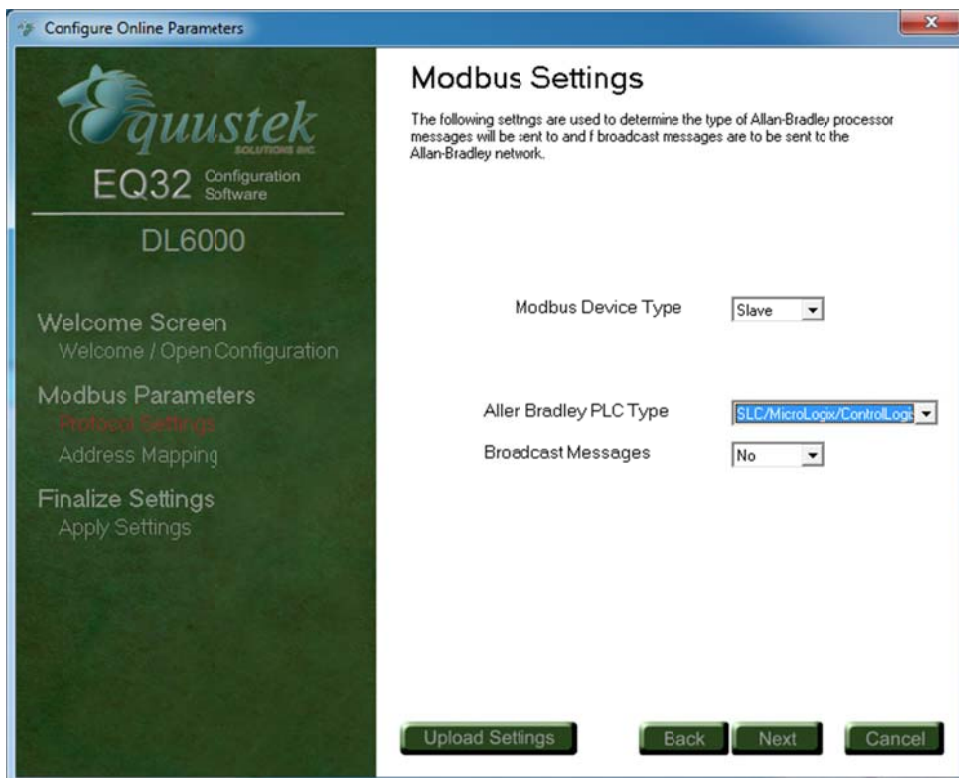 Configure Online Parameters
Equustek
SOLUTIONS INC.
EQ32 Configuration Software
DL6000
Welcome Screen
Welcome / Open Configuration
Modbus Parameters
Protocol Settings
Address Mapping
Finalize Settings
Apply Settings
Modbus Settings
The following settngs are used to determine the type of Allan-Bradley processor
messages will be sent to and f broadcast messages are to be sent to the
Allan-Bradley network.
Modbus Device Type
Slave
Aller Bradley PLC Type
SLC/MicroLogix/ControlLogi
Broadcast Messages
No
Upload Settings
Back
Next
Cancel